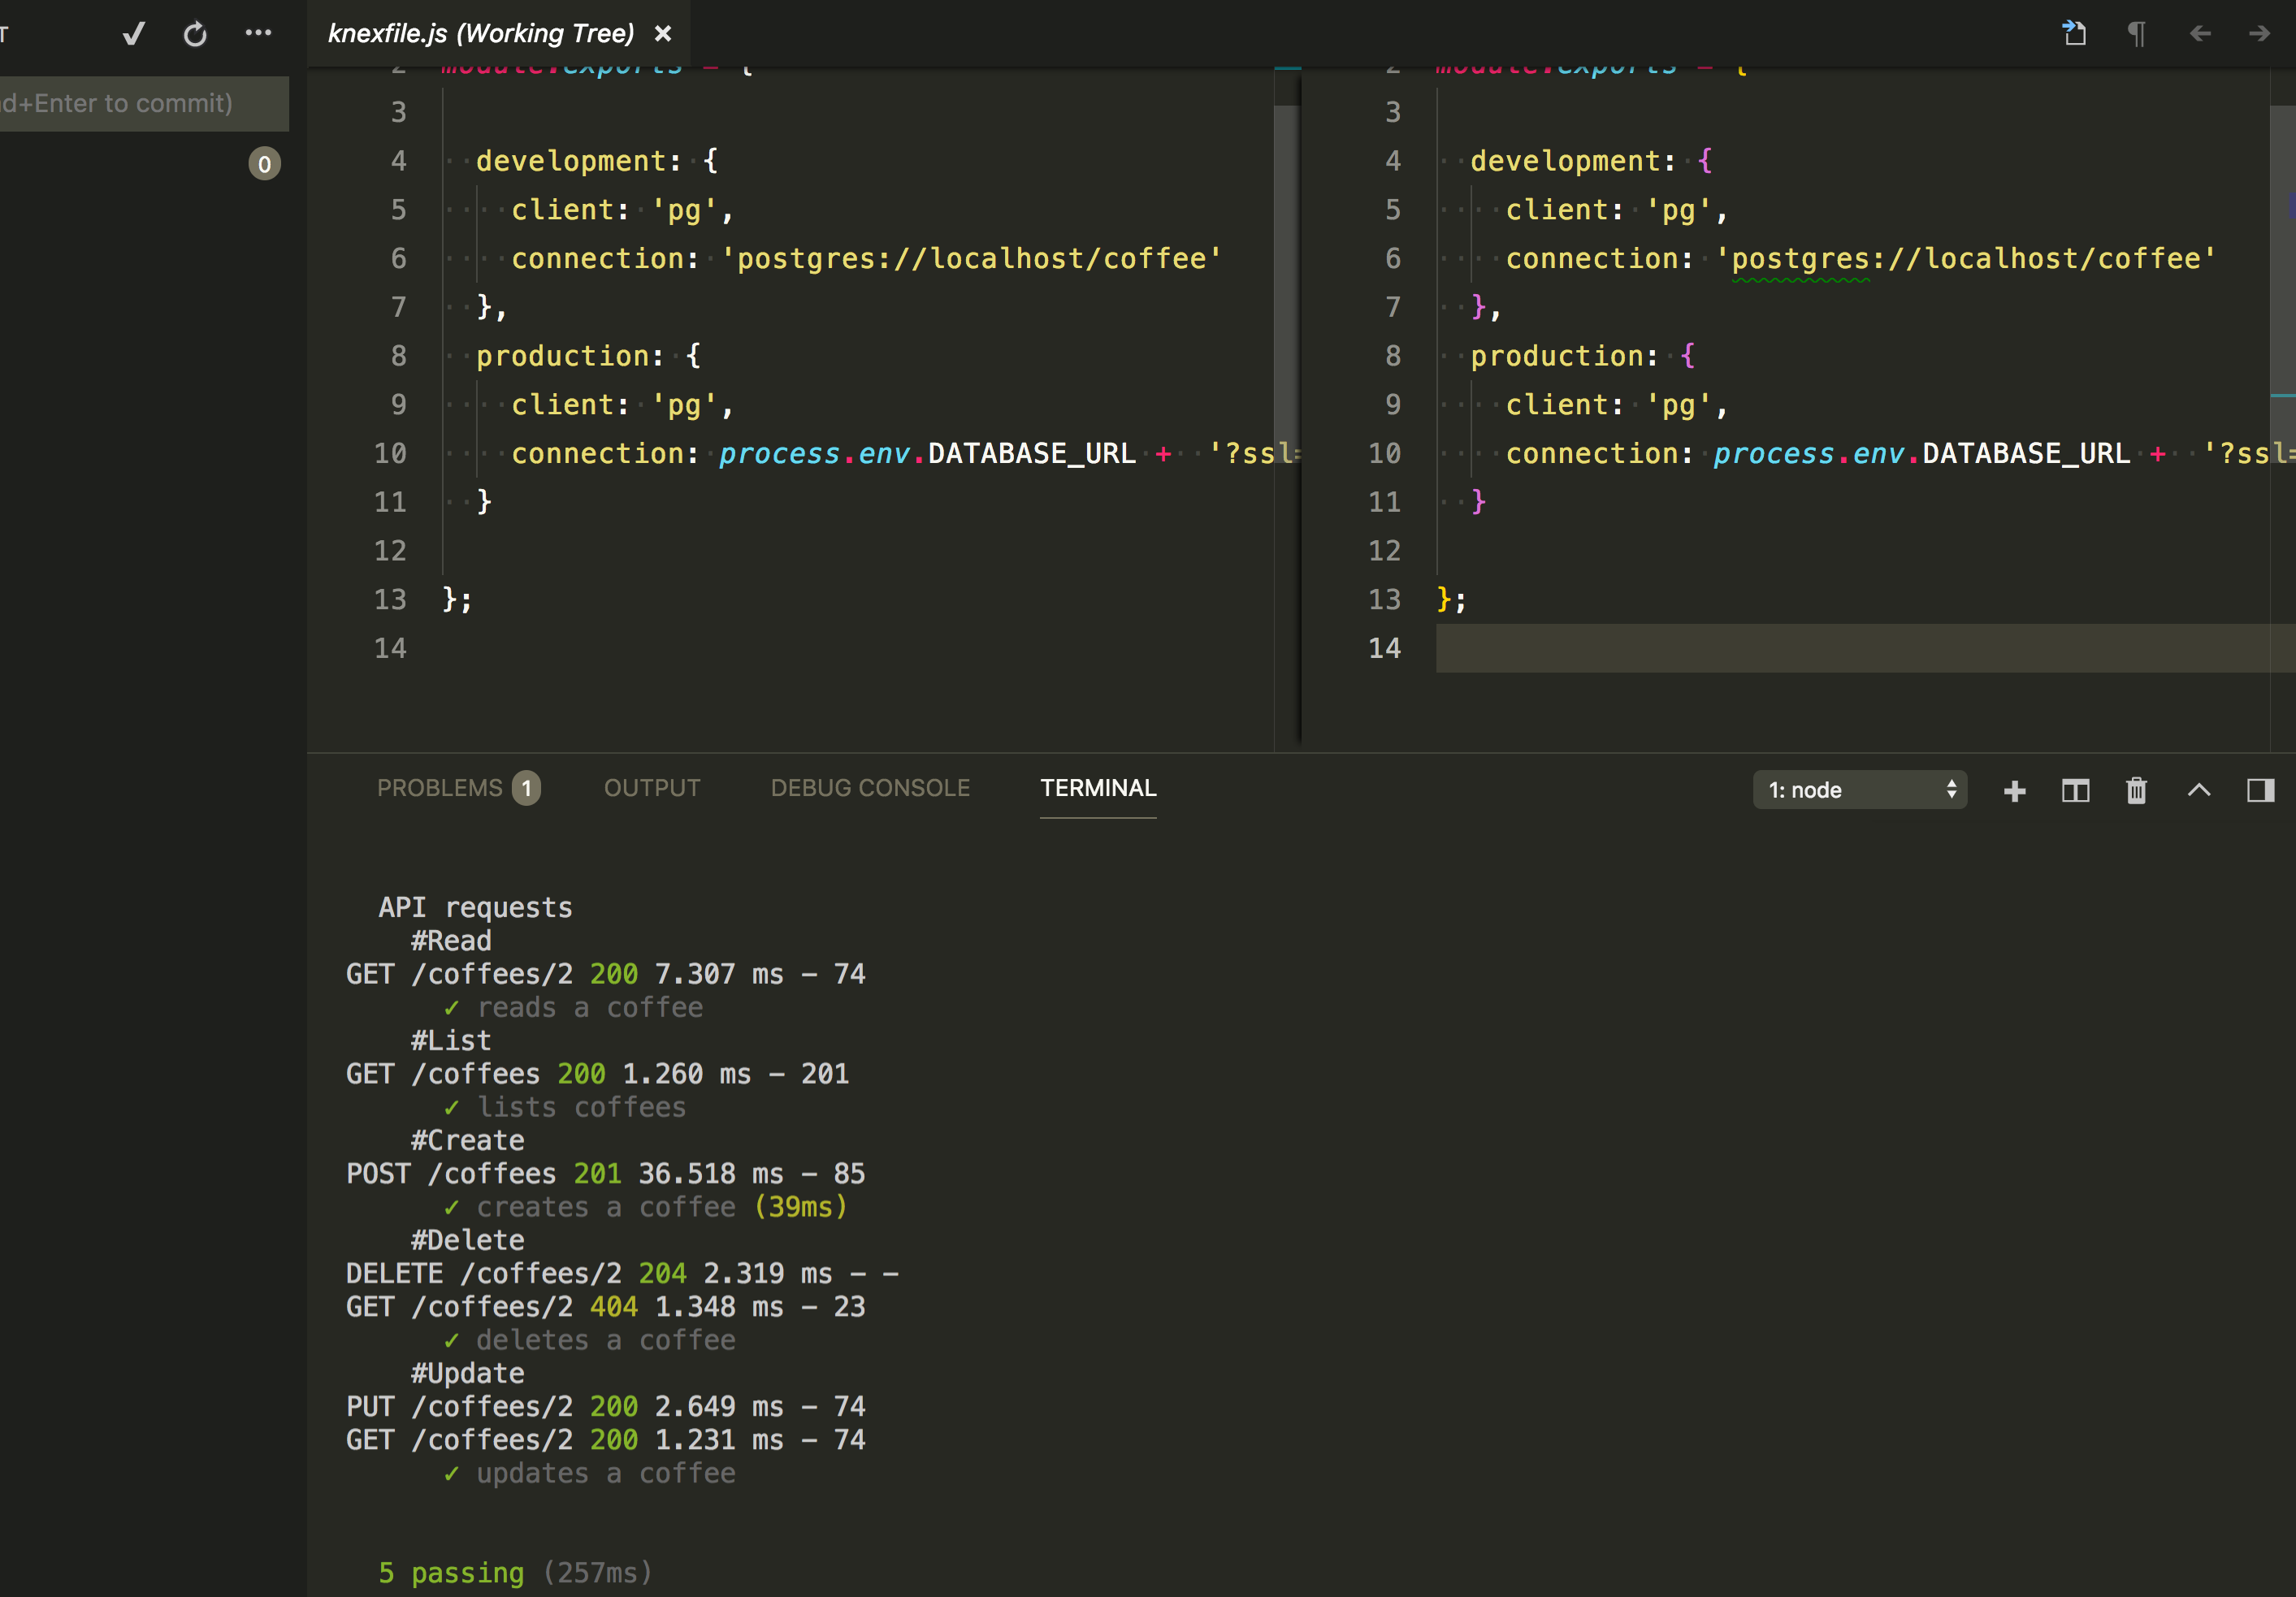 T
knexfile.js (Working Tree)
d+Enter to commit)
0
2 module.exports = {
3
4 development: {
5 client: 'pg',
6 connection: 'postgres://localhost/coffee'
7 },
8 production: {
9 client: 'pg',
10 connection: process.env.DATABASE_URL + '?ssl=
11 }
12
13 };
14
2 module.exports = {
3
4 development: {
5 client: 'pg',
6 connection: 'postgres://localhost/coffee'
7 },
8 production: {
9 client: 'pg',
10 connection: process.env.DATABASE_URL + '?ssl=
11 }
12
13 };
14
PROBLEMS 1 OUTPUT DEBUG CONSOLE TERMINAL 1: node
API requests
#Read
GET /coffees/2 200 7.307 ms - 74
✓ reads a coffee
#List
GET /coffees 200 1.260 ms - 201
✓ lists coffees
#Create
POST /coffees 201 36.518 ms - 85
✓ creates a coffee (39ms)
#Delete
DELETE /coffees/2 204 2.319 ms - -
GET /coffees/2 404 1.348 ms - 23
✓ deletes a coffee
#Update
PUT /coffees/2 200 2.649 ms - 74
GET /coffees/2 200 1.231 ms - 74
✓ updates a coffee
5 passing (257ms)